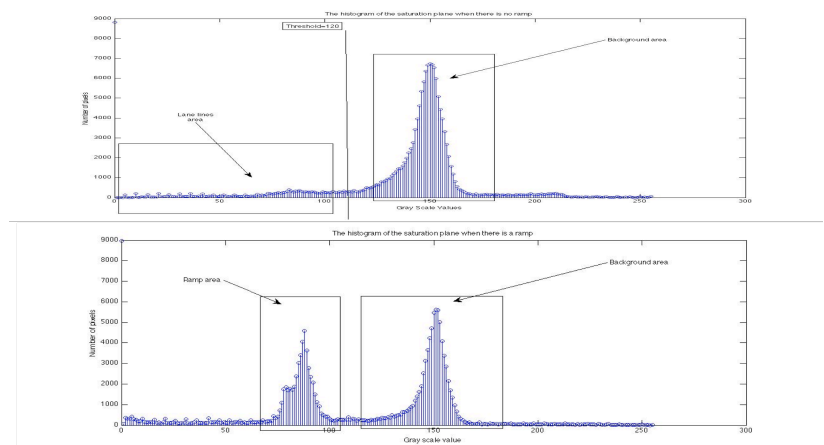 The histogram of the saturation plane when there is no ramp
9000
8000
7000
6000
5000
4000
3000
2000
1000
0
Number of pixels
Threshold=120
Background area
Lane lines
area
0 50 100 150 200 250 300
Gray Scale Values
The histogram of the saturation plane when there is a ramp
9000
8000
7000
6000
5000
4000
3000
2000
1000
0
Number of pixels
Ramp area
Background area
0 50 100 150 200 250 300
Gray scale value